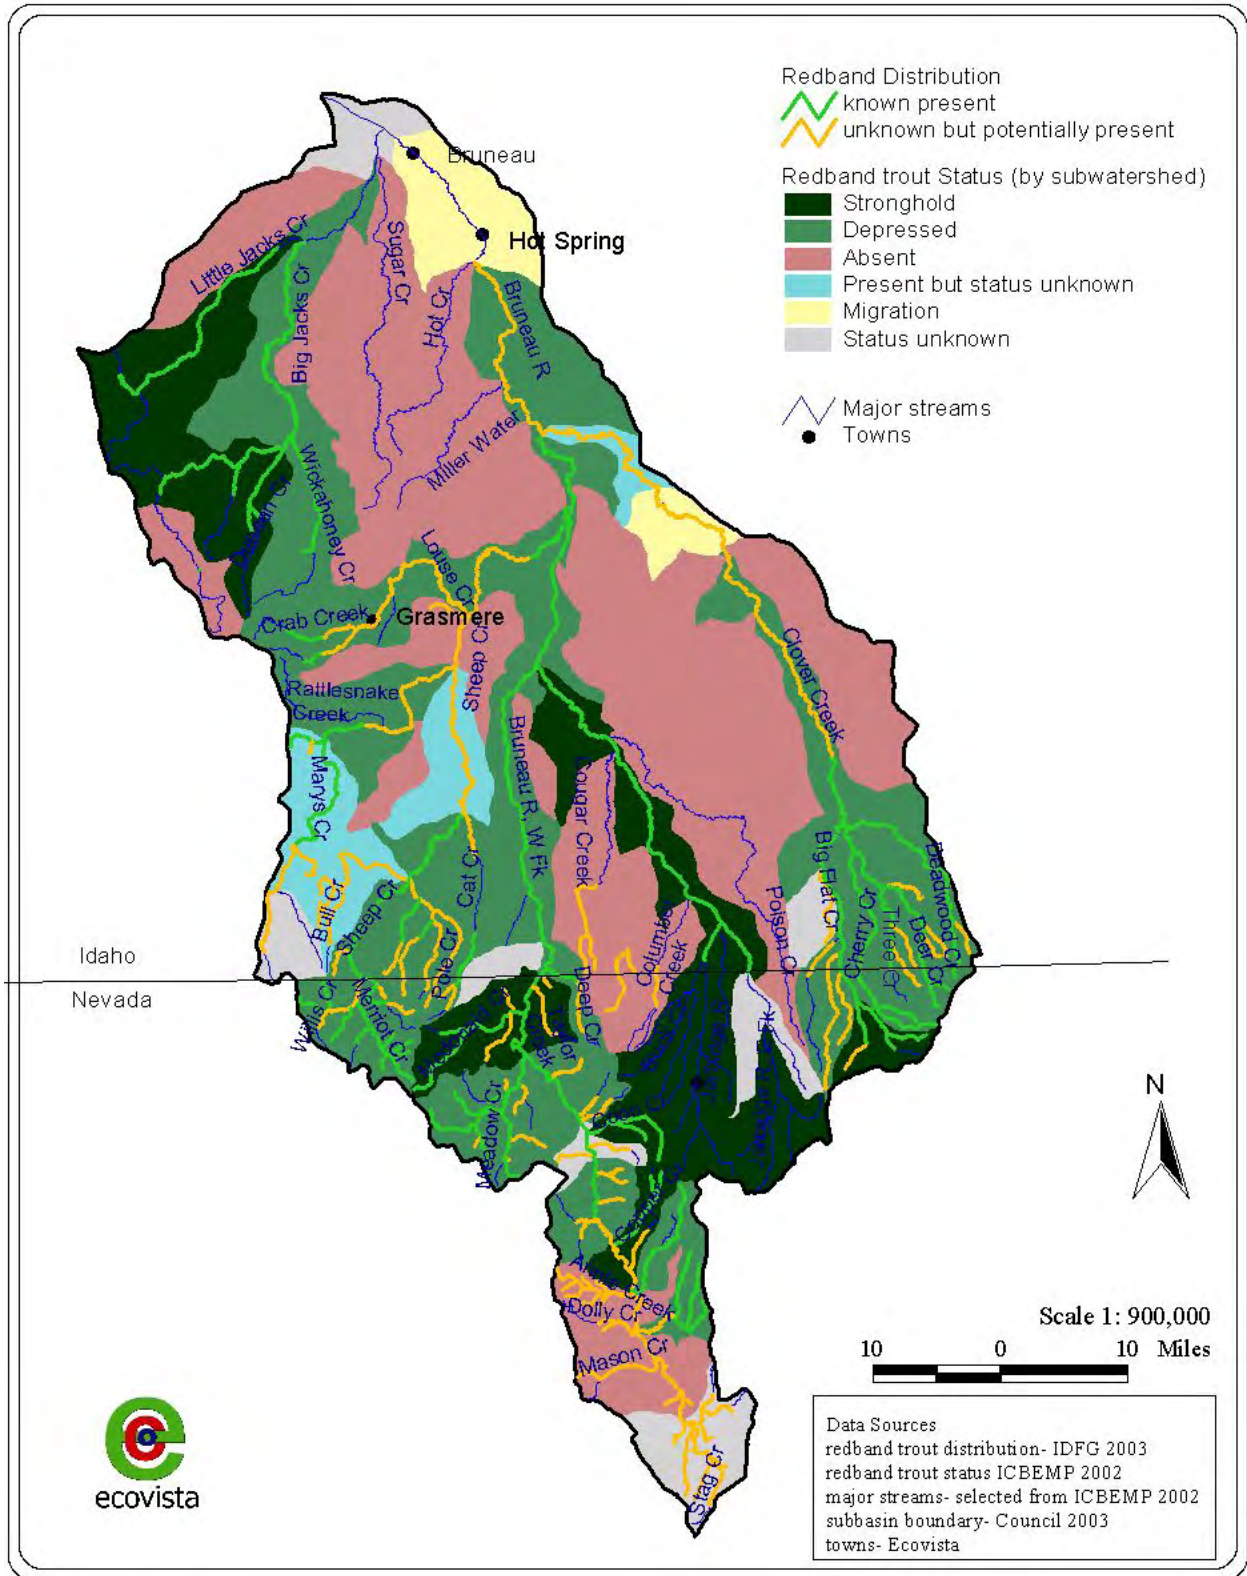 Redband Distribution
known present
unknown but potentially present
Redband trout Status (by subwatershed)
Stronghold
Depressed
Absent
Present but status unknown
Migration
Status unknown
Major streams
Towns
Bruneau
Hot Spring
Little Jacks Cr
Big Jacks Cr
Sugar Cr
Hot Cr
Bruneau R
Miller Water
Wickahoney Cr
Cr
Louse Cr
Crab Creek
Grasmere
Sheep Cr
Rattlesnake
Creek
Clover Creek
Marys Cr
Bruneau R, W Fk
Cougar Creek
Cat Cr
Bull Cr
Sheep Cr
Pole Cr
Columbet
Creek
Poison Cr
Big Flat Cr
Cherry Cr
Three Cr
Deer Cr
Deadwood Cr
Idaho
Nevada
Willis Cr
Merriot Cr
Deep Cr
Meadow Cr
Annie Creek
Dolly Cr
Mason Cr
Stag Cr
N
Scale 1: 900,000
10 0 10 Miles
Data Sources
redband trout distribution- IDFG 2003
redband trout status ICBEMP 2002
major streams- selected from ICBEMP 2002
subbasin boundary- Council 2003
towns- Ecovista
ecovista